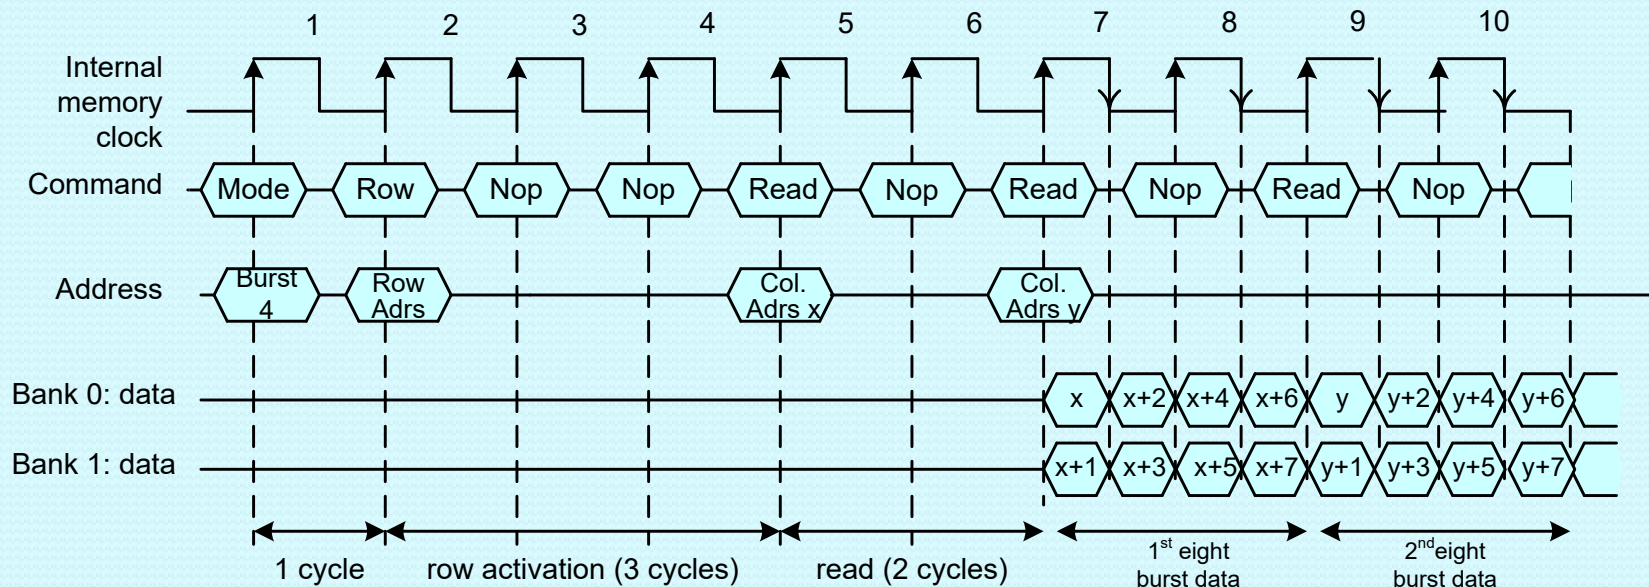 1 2 3 4 5 6 7 8 9 10
Internal
memory
clock
Command Mode Row Nop Nop Read Nop Read Nop Read Nop
Address Burst 4 Row Adrs Col. Adrs x Col. Adrs y
Bank 0: data x x+2 x+4 x+6 y y+2 y+4 y+6
Bank 1: data x+1 x+3 x+5 x+7 y+1 y+3 y+5 y+7
1 cycle row activation (3 cycles) read (2 cycles) 1st eight burst data 2nd eight burst data